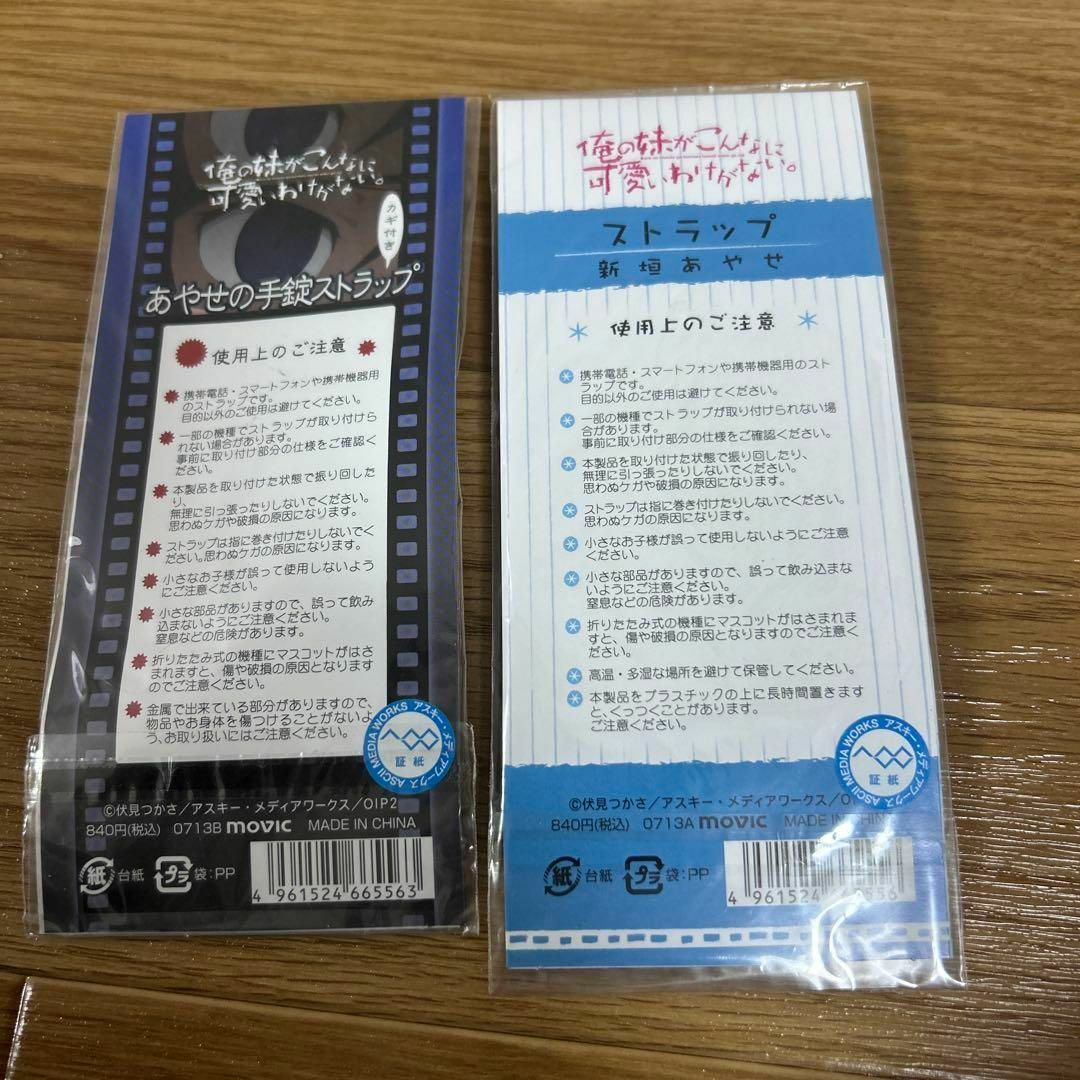 俺の妹がこんなに
可愛いわけがない。
カギ付き
あやせの手錠ストラップ
使用上のご注意
携帯電話・スマートフォンや携帯機器用
のストラップです。
目的以外のご使用は避けてください。
一部の機種でストラップが取り付けら
れない場合があります。
事前に取り付け部分の仕様をご確認く
ださい。
本製品を取り付けた状態で振り回した
り、
無理に引っ張ったりしないでください。
思わぬケガや破損の原因になります。
ストラップは指に巻き付けたりしないでく
ださい。思わぬケガの原因になります。
小さなお子様が誤って使用しないよう
にご注意ください。
小さな部品がありますので、誤って飲み
込まないようにご注意ください。
窒息などの危険があります。
折りたたみ式の機種にマスコットがはさ
まれますと、傷や破損の原因となります
のでご注意ください。
金属で出来ている部分がありますので、
物品やお身体を傷つけることがないよ
う、お取り扱いにはご注意ください。
アスキー・メディアワークス ASCII MEDIA WORKS
証紙
©伏見つかさ/アスキー・メディアワークス/OIP2
840円(税込) 0713B movic MADE IN CHINA
紙 台紙 プラ 袋:PP
4 961524 665563
俺の妹がこんなに
可愛いわけがない。
ストラップ
新垣あやせ
使用上のご注意
携帯電話・スマートフォンや携帯機器用のスト
ラップです。
目的以外のご使用は避けてください。
一部の機種でストラップが取り付けられない場
合があります。
事前に取り付け部分の仕様をご確認ください。
本製品を取り付けた状態で振り回したり、
無理に引っ張ったりしないでください。
思わぬケガや破損の原因になります。
ストラップは指に巻き付けたりしないでください。
思わぬケガの原因になります。
小さなお子様が誤って使用しないようにご注意
ください。
小さな部品がありますので、誤って飲み込まな
いようにご注意ください。
窒息などの危険があります。
折りたたみ式の機種にマスコットがはさまれま
すと、傷や破損の原因となりますのでご注意く
ださい。
高温・多湿な場所を避けて保管してください。
本製品をプラスチックの上に長時間置きます
と、くっつくことがあります。
ご注意ください。
アスキー・メディアワークス ASCII MEDIA WORKS
証紙
©伏見つかさ/アスキー・メディアワークス/O
840円(税込) 0713A movic MADE IN CHINA
紙 台紙 プラ 袋:PP
4 961524